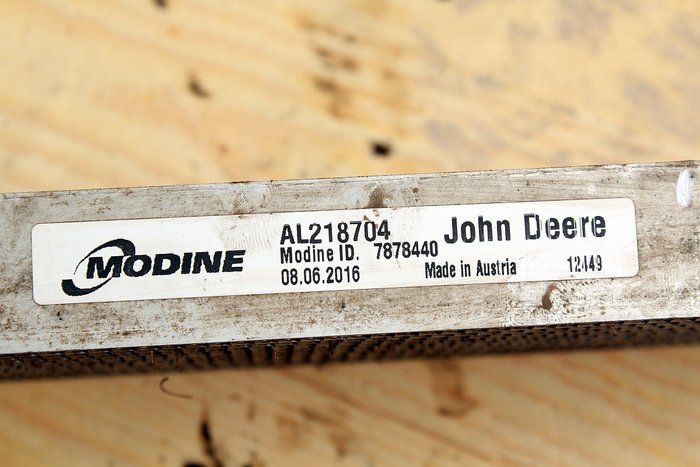 MODINE
AL218704 John Deere
Modine ID. 7878440
08.06.2016 Made in Austria 12449